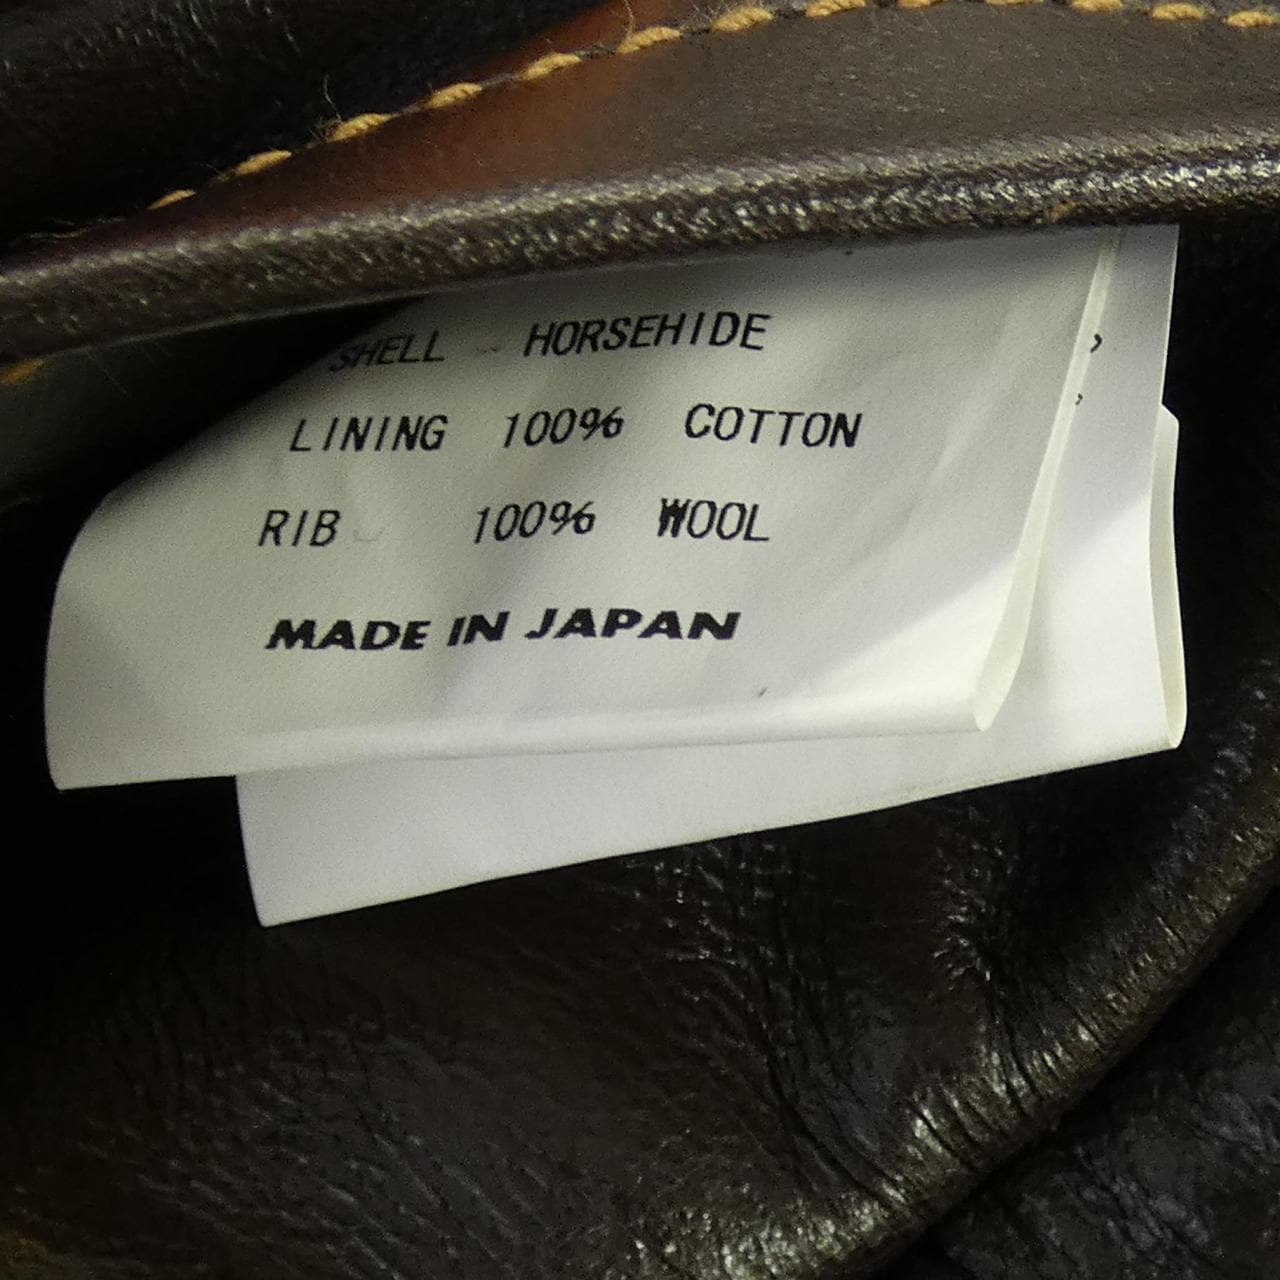 SHELL HORSEHIDE
LINING 100% COTTON
RIB 100% WOOL
MADE IN JAPAN